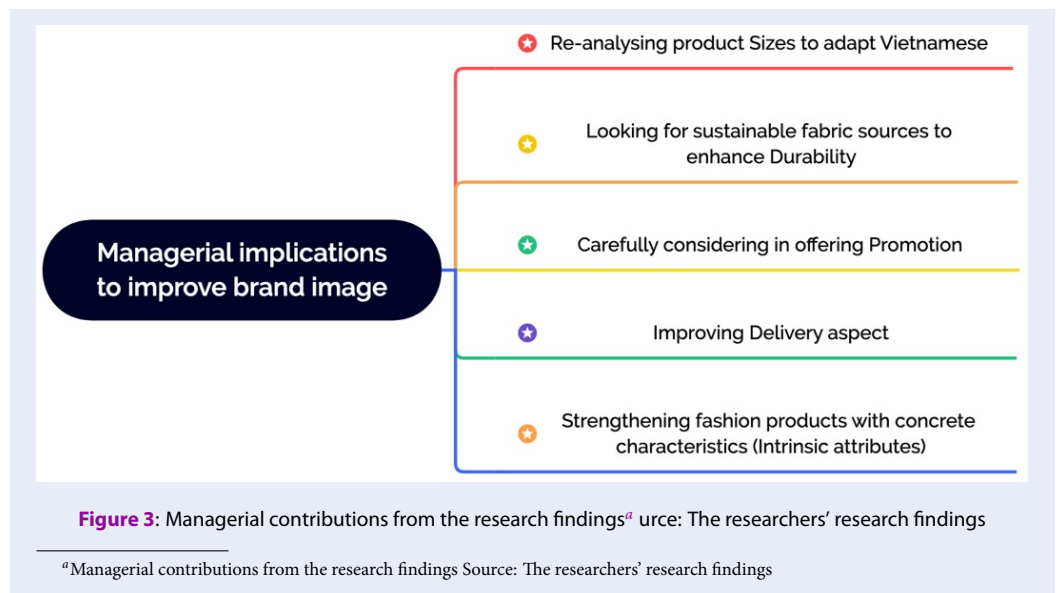 Re-analysing product Sizes to adapt Vietnamese
Looking for sustainable fabric sources to
enhance Durability
Carefully considering in offering Promotion
Managerial implications
to improve brand image
Improving Delivery aspect
Strengthening fashion products with concrete
characteristics (Intrinsic attributes)
Figure 3: Managerial contributions from the research findingsa urce: The researchers' research findings
aManagerial contributions from the research findings Source: The researchers' research findings